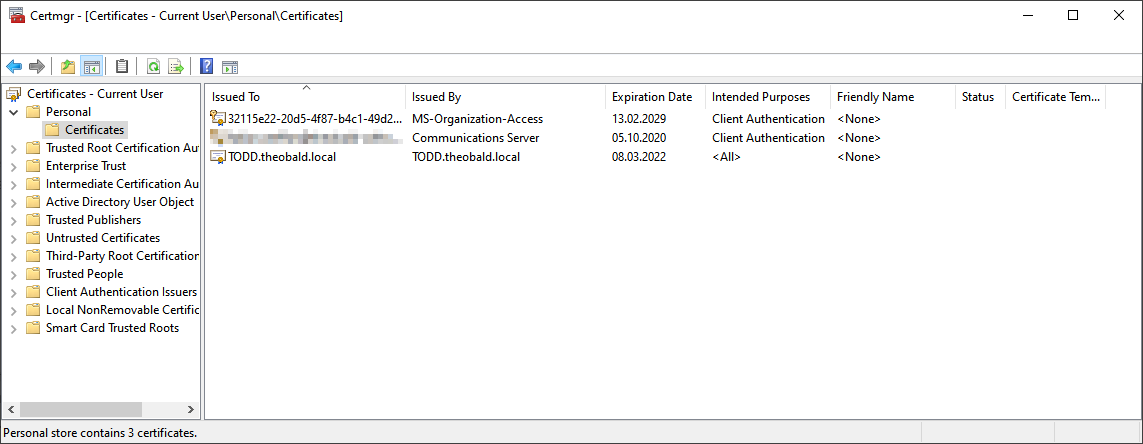 Certmgr - [Certificates - Current User\Personal\Certificates]
Certificates - Current User
Personal
Certificates
Trusted Root Certification Au
Enterprise Trust
Intermediate Certification Au
Active Directory User Object
Trusted Publishers
Untrusted Certificates
Third-Party Root Certification
Trusted People
Client Authentication Issuers
Local NonRemovable Certific
Smart Card Trusted Roots
Issued To Issued By Expiration Date Intended Purposes Friendly Name Status Certificate Tem...
32115e22-20d5-4f87-b4c1-49d2... MS-Organization-Access 13.02.2029 Client Authentication <None>
Communications Server 05.10.2020 Client Authentication <None>
TODD.theobald.local TODD.theobald.local 08.03.2022 <All> <None>
Personal store contains 3 certificates.